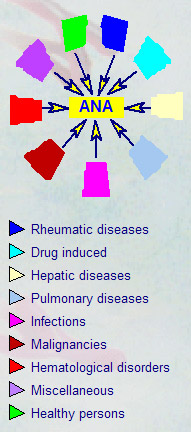 ANA
Rheumatic diseases
Drug induced
Hepatic diseases
Pulmonary diseases
Infections
Malignancies
Hematological disorders
Miscellaneous
Healthy persons